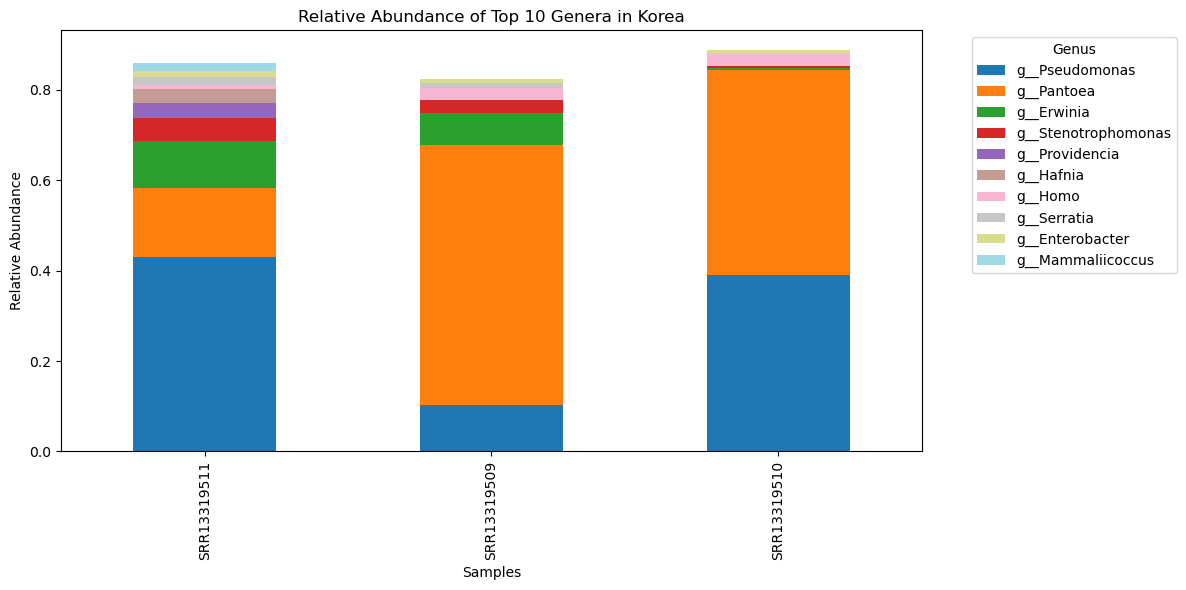 Relative Abundance of Top 10 Genera in Korea
Relative Abundance
0.8
0.6
0.4
0.2
0.0
SRR13319511
SRR13319509
SRR13319510
Samples
Genus
g__Pseudomonas
g__Pantoea
g__Erwinia
g__Stenotrophomonas
g__Providencia
g__Hafnia
g__Homo
g__Serratia
g__Enterobacter
g__Mammaliicoccus